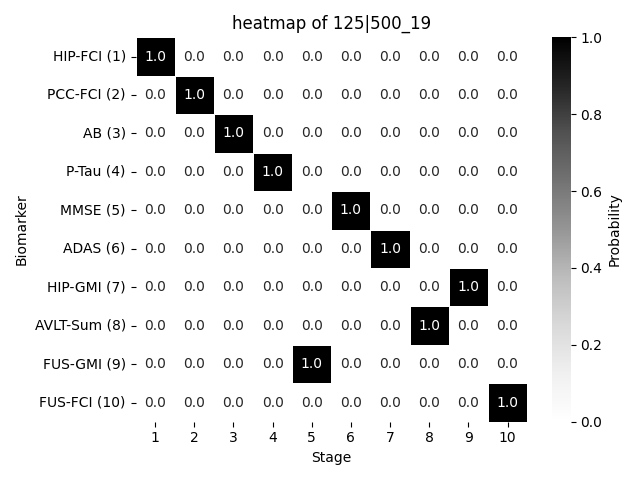 heatmap of 125|500_19
HIP-FCI (1) 1.0 0.0 0.0 0.0 0.0 0.0 0.0 0.0 0.0 0.0
PCC-FCI (2) 0.0 1.0 0.0 0.0 0.0 0.0 0.0 0.0 0.0 0.0
AB (3) 0.0 0.0 1.0 0.0 0.0 0.0 0.0 0.0 0.0 0.0
P-Tau (4) 0.0 0.0 0.0 1.0 0.0 0.0 0.0 0.0 0.0 0.0
MMSE (5) 0.0 0.0 0.0 0.0 0.0 1.0 0.0 0.0 0.0 0.0
ADAS (6) 0.0 0.0 0.0 0.0 0.0 0.0 1.0 0.0 0.0 0.0
HIP-GMI (7) 0.0 0.0 0.0 0.0 0.0 0.0 0.0 0.0 1.0 0.0
AVLT-Sum (8) 0.0 0.0 0.0 0.0 0.0 0.0 0.0 1.0 0.0 0.0
FUS-GMI (9) 0.0 0.0 0.0 0.0 1.0 0.0 0.0 0.0 0.0 0.0
FUS-FCI (10) 0.0 0.0 0.0 0.0 0.0 0.0 0.0 0.0 0.0 1.0
1 2 3 4 5 6 7 8 9 10
Stage
Biomarker
1.0
0.8
0.6
0.4
0.2
0.0
Probability